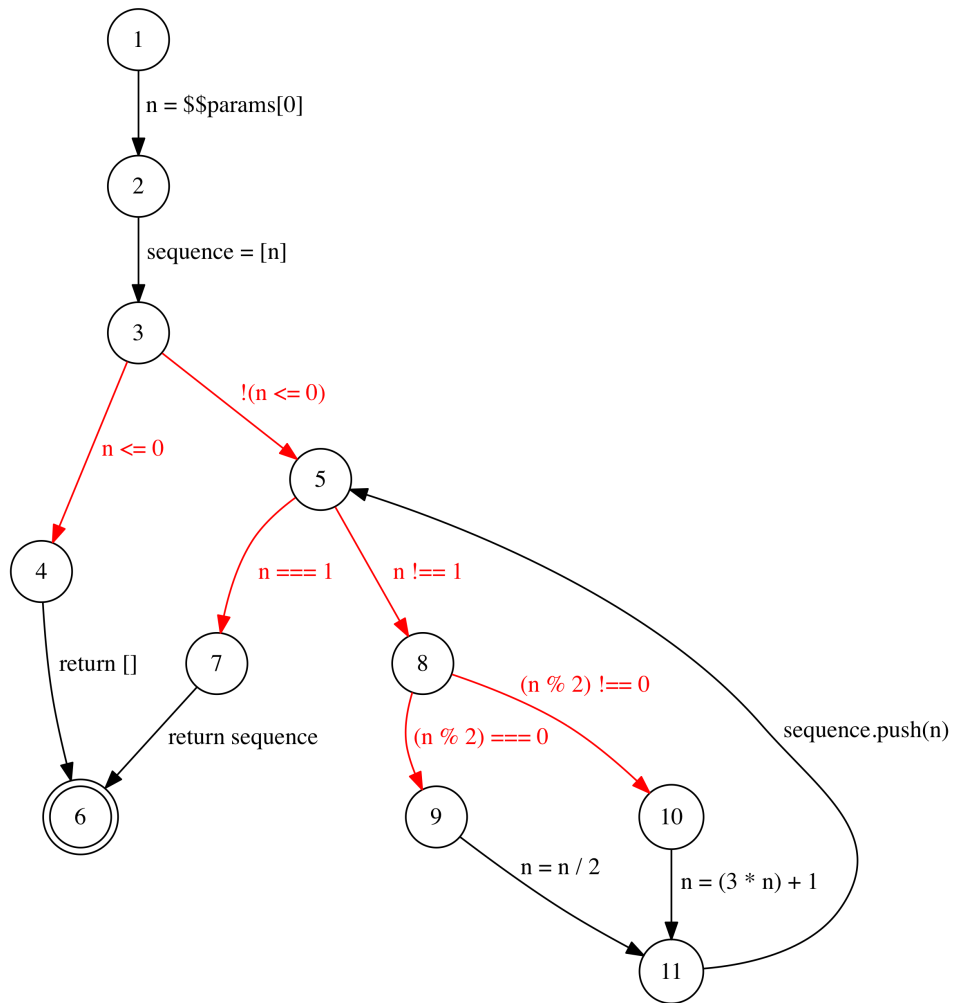 1
n = $$params[0]
2
sequence = [n]
3
!(n <= 0)
n <= 0
5
4
n === 1
n !== 1
return []
7
8
(n % 2) !== 0
return sequence
(n % 2) === 0
sequence.push(n)
6
9
10
n = n / 2
n = (3 * n) + 1
11